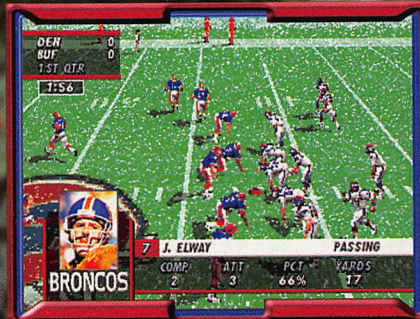 DEN 0
BUF 0
1ST QTR
1:56
7 J. ELWAY PASSING
BRONCOS
COMP ATT PCT YARDS
2 3 66% 17